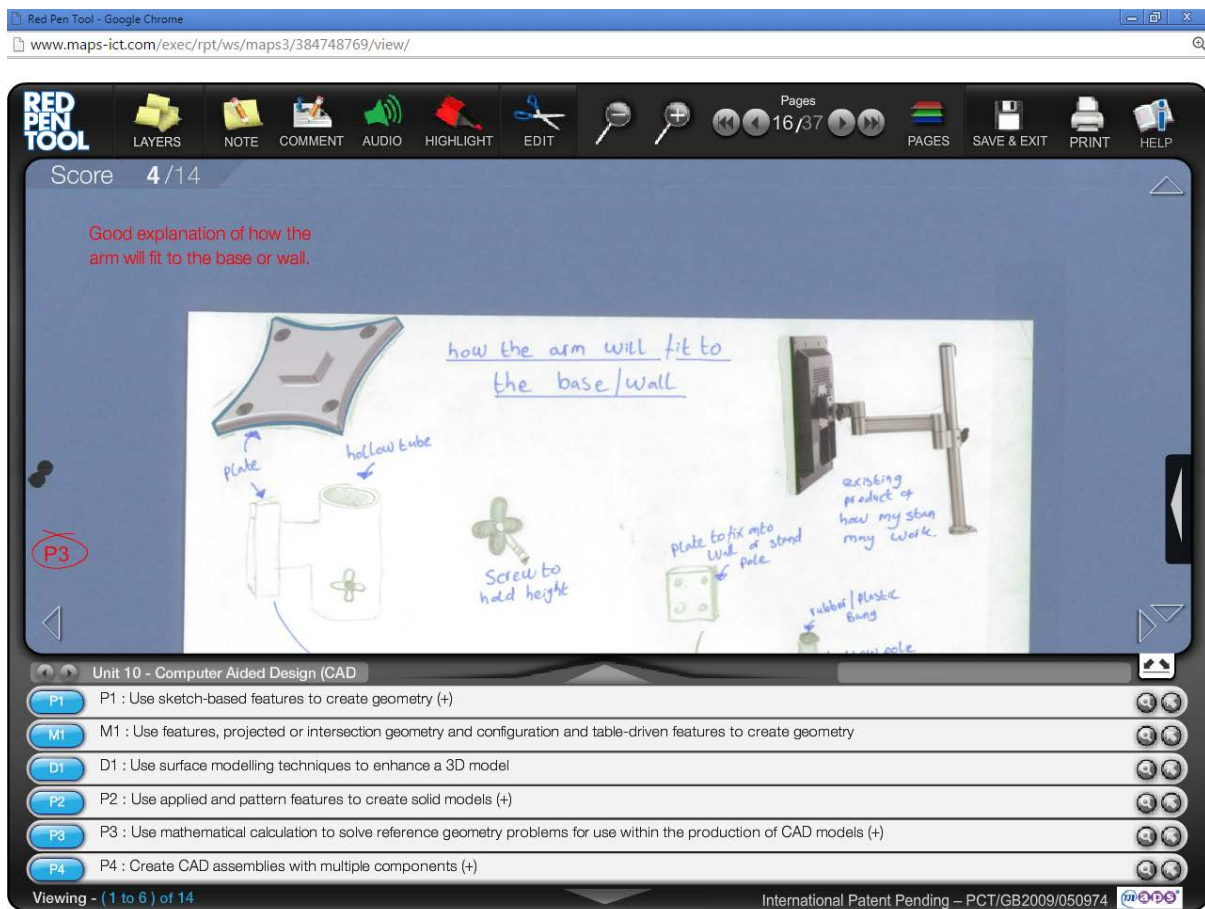 Red Pen Tool - Google Chrome
www.maps-ict.com/exec/rpt/ws/maps3/384748769/view/
RED
PEN
TOOL
LAYERS
NOTE
COMMENT
AUDIO
HIGHLIGHT
EDIT
Pages
16/37
PAGES
SAVE & EXIT
PRINT
HELP
Score 4/14
Good explanation of how the
arm will fit to the base or wall.
how the arm will fit to
the base/wall
plate
hollow tube
Screw to
hold height
plate to fix into
wall or stand
pole
existing
product of
how my stan
may work.
rubber/plastic
Bung
pole
P3
Unit 10 - Computer Aided Design (CAD
P1 P1 : Use sketch-based features to create geometry (+)
M1 M1 : Use features, projected or intersection geometry and configuration and table-driven features to create geometry
D1 D1 : Use surface modelling techniques to enhance a 3D model
P2 P2 : Use applied and pattern features to create solid models (+)
P3 P3 : Use mathematical calculation to solve reference geometry problems for use within the production of CAD models (+)
P4 P4 : Create CAD assemblies with multiple components (+)
Viewing - ( 1 to 6 ) of 14
International Patent Pending – PCT/GB2009/050974
maps